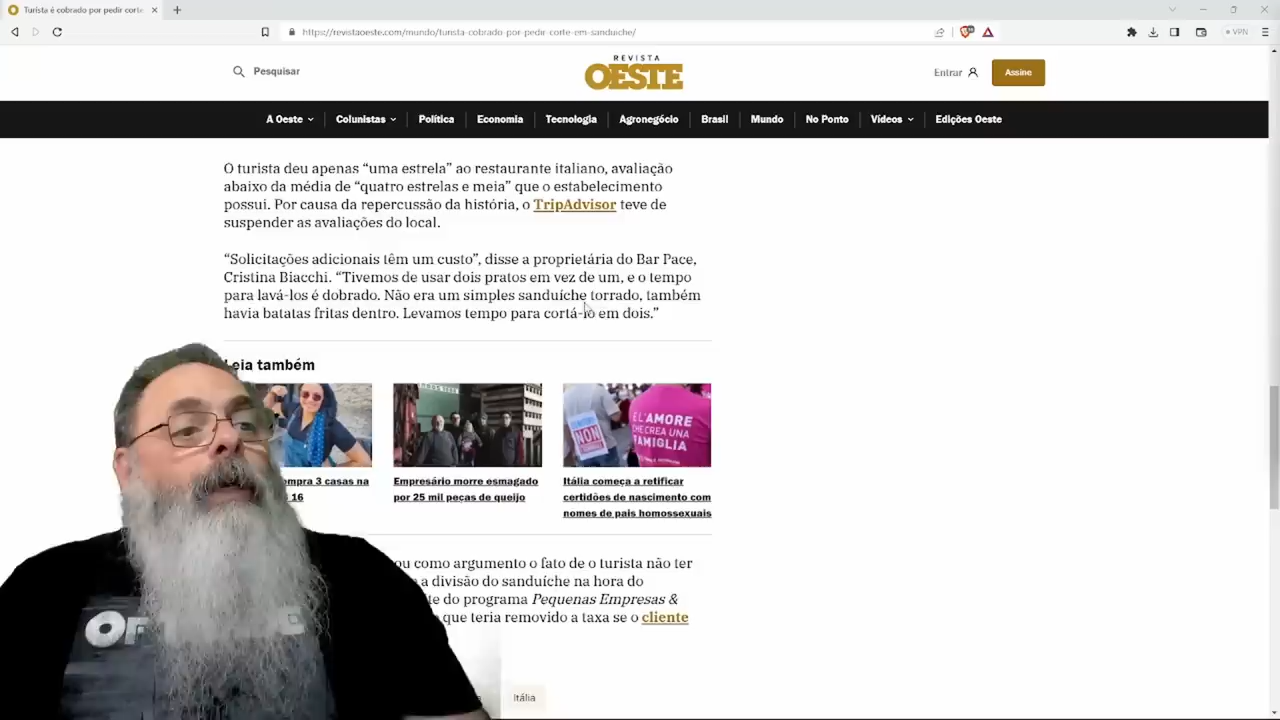 Turista é cobrado por pedir corte
https://revistaoeste.com/mundo/turista-cobrado-por-pedir-corte-em-sanduiche/
VPN
Pesquisar
REVISTA
OESTE
Entrar
Assine
A Oeste
Colunistas
Política
Economia
Tecnologia
Agronegócio
Brasil
Mundo
No Ponto
Vídeos
Edições Oeste
O turista deu apenas “uma estrela” ao restaurante italiano, avaliação
abaixo da média de “quatro estrelas e meia” que o estabelecimento
possui. Por causa da repercussão da história, o TripAdvisor teve de
suspender as avaliações do local.
“Solicitações adicionais têm um custo”, disse a proprietária do Bar Pace,
Cristina Biacchi. “Tivemos de usar dois pratos em vez de um, e o tempo
para lavá-los é dobrado. Não era um simples sanduíche torrado, também
havia batatas fritas dentro. Levamos tempo para cortá-lo em dois.”
Leia também
3 casas na
16
Empresário morre esmagado
por 25 mil peças de queijo
NON
È L'AMORE
CHE CREA UNA
FAMIGLIA
Itália começa a retificar
certidões de nascimento com
nomes de pais homossexuais
como argumento o fato de o turista não ter
a divisão do sanduíche na hora do
do programa Pequenas Empresas &
que teria removido a taxa se o cliente
Itália